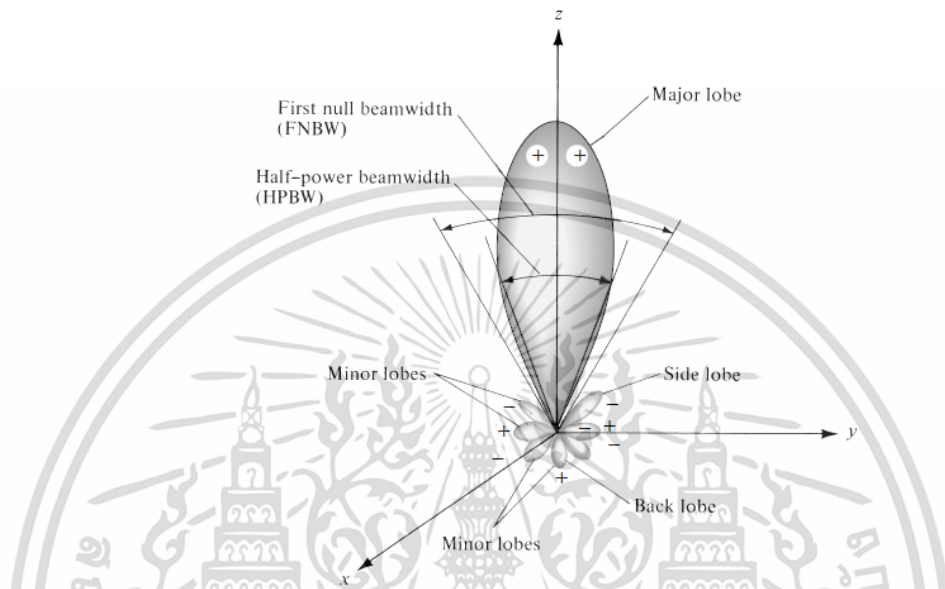 z
Major lobe
First null beamwidth
(FNBW)
+ +
Half-power beamwidth
(HPBW)
Minor lobes
Side lobe
− −
+ − +
y
− −
+
Back lobe
Minor lobes
x